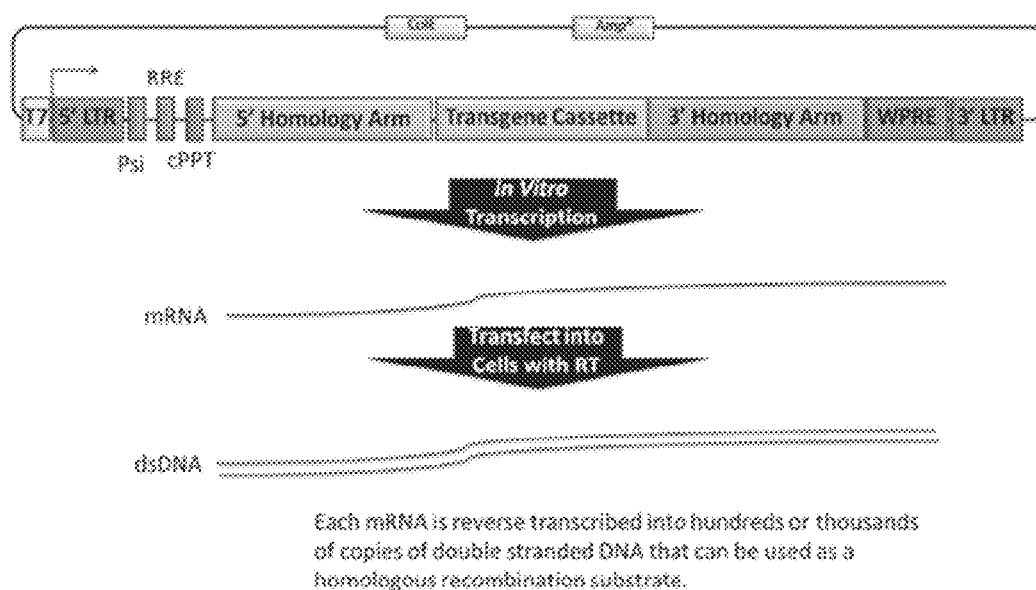 ColE Amp^R
RRE
T7 5' LTR 5' Homology Arm Transgene Cassette 3' Homology Arm WPRE 3' LTR
Psi cPPT
In Vitro
Transcription
mRNA
Transfect into
Cells with RT
dsDNA
Each mRNA is reverse transcribed into hundreds or thousands
of copies of double stranded DNA that can be used as a
homologous recombination substrate.